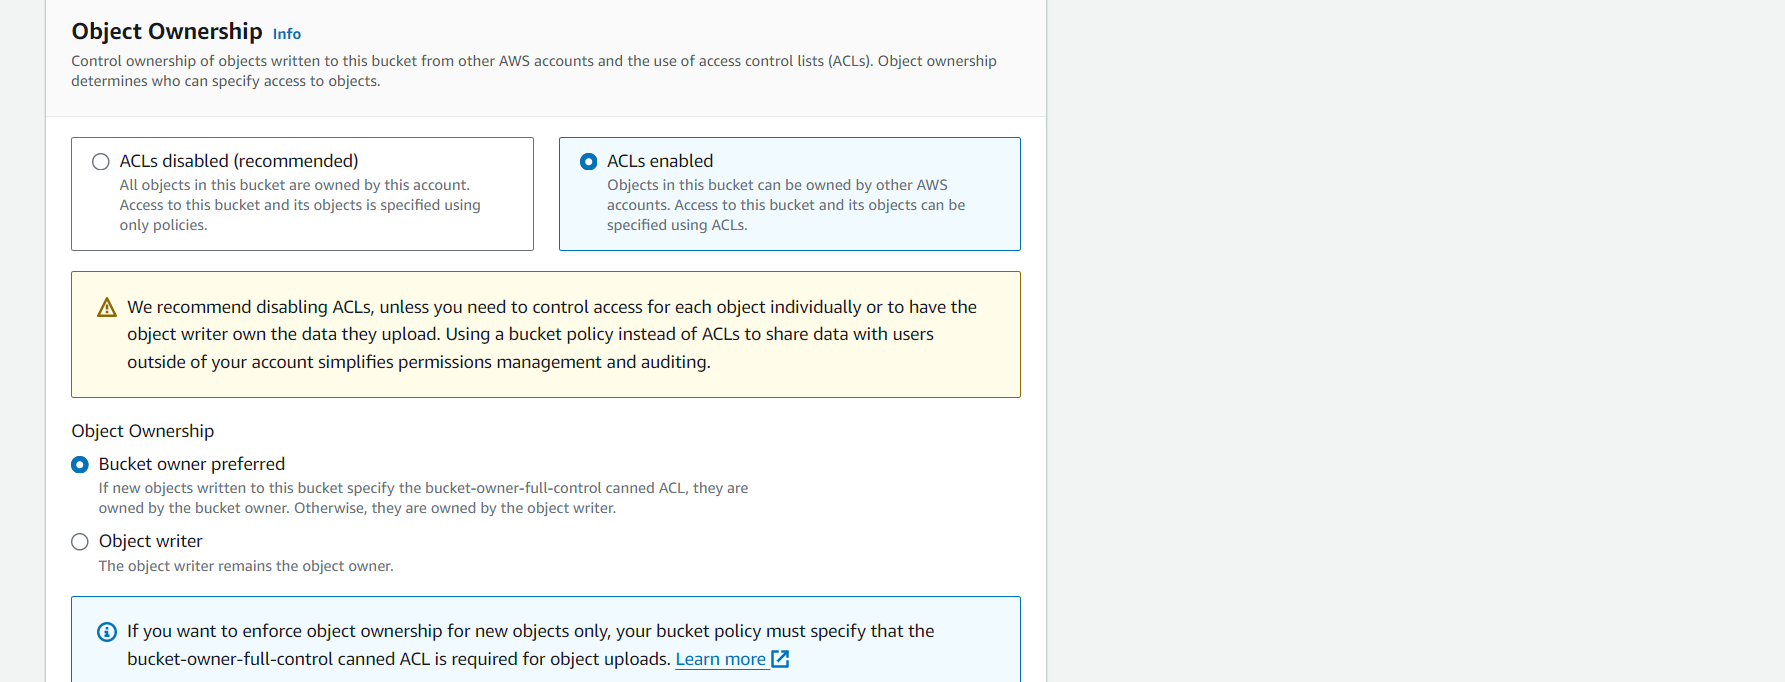 Object Ownership Info
Control ownership of objects written to this bucket from other AWS accounts and the use of access control lists (ACLs). Object ownership
determines who can specify access to objects.
ACLs disabled (recommended)
All objects in this bucket are owned by this account.
Access to this bucket and its objects is specified using
only policies.
ACLs enabled
Objects in this bucket can be owned by other AWS
accounts. Access to this bucket and its objects can be
specified using ACLs.
We recommend disabling ACLs, unless you need to control access for each object individually or to have the
object writer own the data they upload. Using a bucket policy instead of ACLs to share data with users
outside of your account simplifies permissions management and auditing.
Object Ownership
Bucket owner preferred
If new objects written to this bucket specify the bucket-owner-full-control canned ACL, they are
owned by the bucket owner. Otherwise, they are owned by the object writer.
Object writer
The object writer remains the object owner.
If you want to enforce object ownership for new objects only, your bucket policy must specify that the
bucket-owner-full-control canned ACL is required for object uploads. Learn more